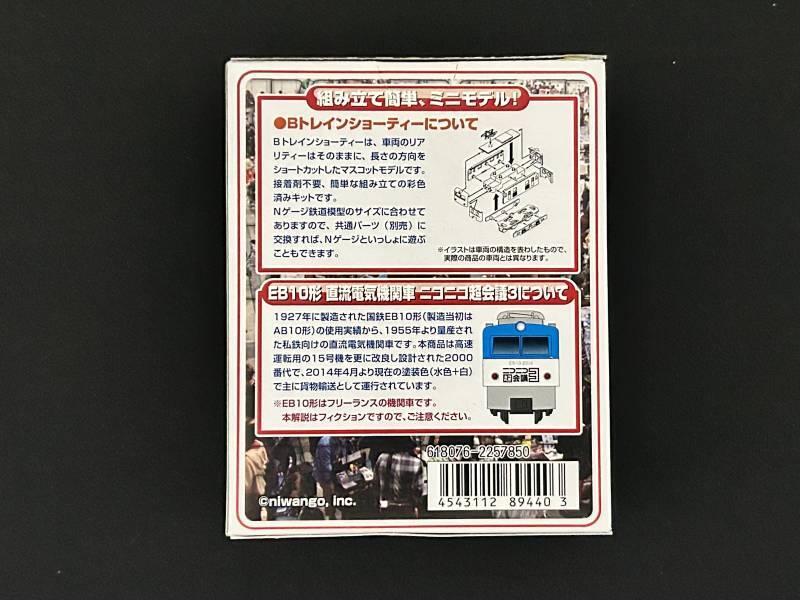 組み立て簡単、ミニモデル!
●Bトレインショーティーについて
Bトレインショーティーは、車両のリア
リティーはそのままに、長さの方向を
ショートカットしたマスコットモデルです。
接着剤不要、簡単な組み立ての彩色
済みキットです。
Nゲージ鉄道模型のサイズに合わせて
ありますので、共通パーツ(別売)に
交換すれば、Nゲージといっしょに遊ぶ
こともできます。
※イラストは車両の構造を表わしたもので、
実際の商品の車両とは異なります。
EB10形 直流電気機関車 ニコニコ超会議3について
1927年に製造された国鉄EB10形(製造当初は
AB10形)の使用実績から、1955年より量産され
た私鉄向けの直流電気機関車です。本商品は高速
運転用の15号機を更に改良し設計された2000
番代で、2014年4月より現在の塗装色(水色+白)
で主に貨物輸送として運行されています。
※EB10形はフリーランスの機関車です。
本解説はフィクションですので、ご注意ください。
ニコニコ
超会議3
618076-2257850
4543112 894403
©niwango, inc.